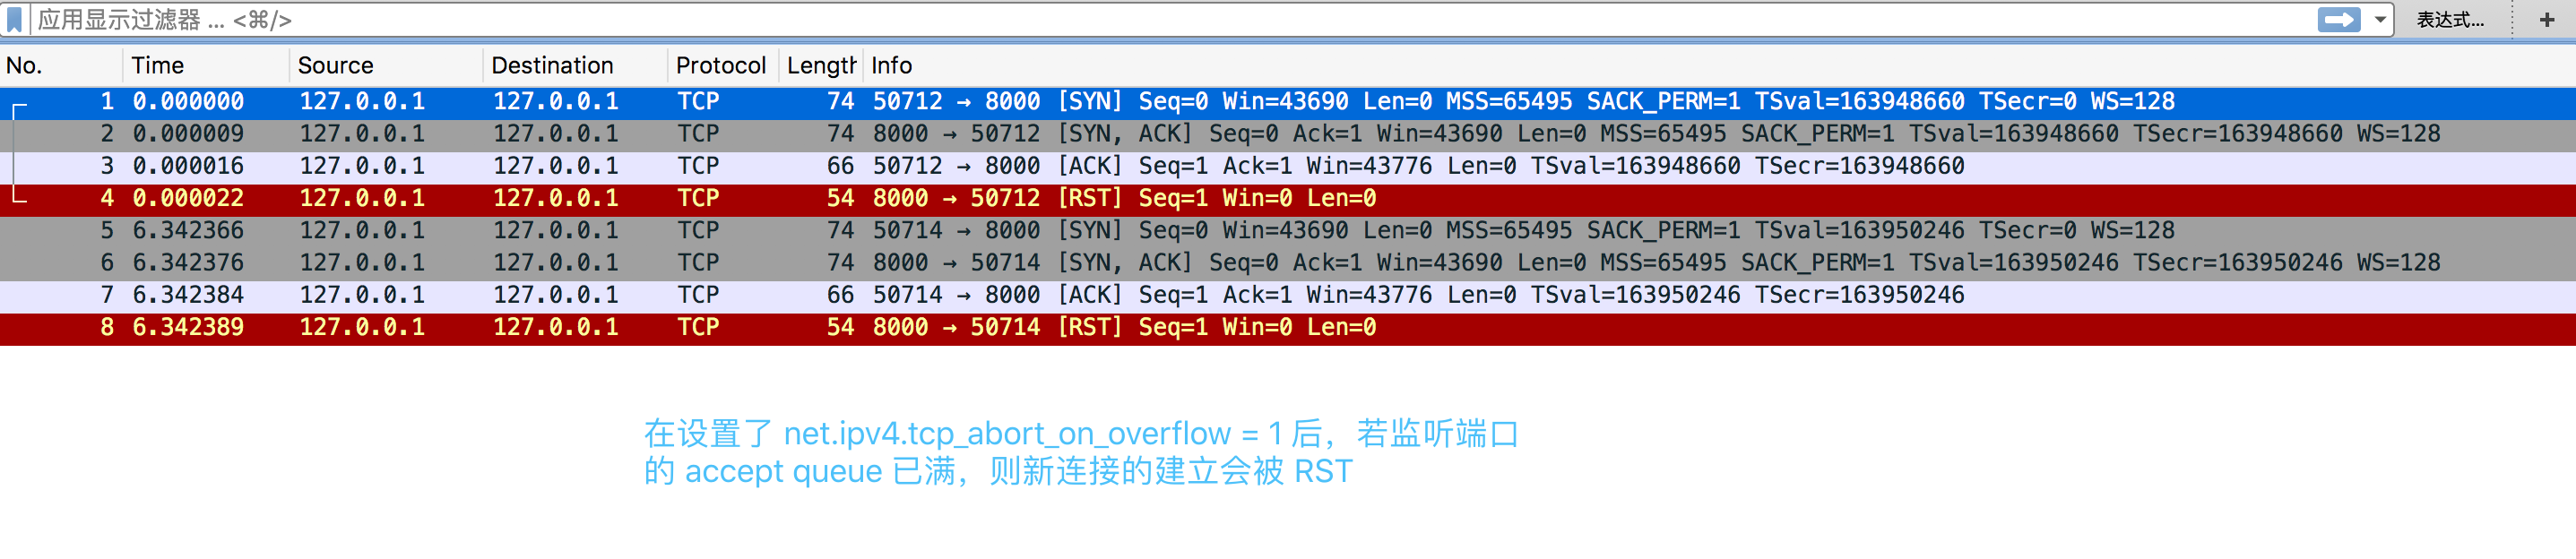 应用显示过滤器 ... <⌘/> 表达式... +
No. Time Source Destination Protocol Length Info
1 0.000000 127.0.0.1 127.0.0.1 TCP 74 50712 → 8000 [SYN] Seq=0 Win=43690 Len=0 MSS=65495 SACK_PERM=1 TSval=163948660 TSecr=0 WS=128
2 0.000009 127.0.0.1 127.0.0.1 TCP 74 8000 → 50712 [SYN, ACK] Seq=0 Ack=1 Win=43690 Len=0 MSS=65495 SACK_PERM=1 TSval=163948660 TSecr=163948660 WS=128
3 0.000016 127.0.0.1 127.0.0.1 TCP 66 50712 → 8000 [ACK] Seq=1 Ack=1 Win=43776 Len=0 TSval=163948660 TSecr=163948660
4 0.000022 127.0.0.1 127.0.0.1 TCP 54 8000 → 50712 [RST] Seq=1 Win=0 Len=0
5 6.342366 127.0.0.1 127.0.0.1 TCP 74 50714 → 8000 [SYN] Seq=0 Win=43690 Len=0 MSS=65495 SACK_PERM=1 TSval=163950246 TSecr=0 WS=128
6 6.342376 127.0.0.1 127.0.0.1 TCP 74 8000 → 50714 [SYN, ACK] Seq=0 Ack=1 Win=43690 Len=0 MSS=65495 SACK_PERM=1 TSval=163950246 TSecr=163950246 WS=128
7 6.342384 127.0.0.1 127.0.0.1 TCP 66 50714 → 8000 [ACK] Seq=1 Ack=1 Win=43776 Len=0 TSval=163950246 TSecr=163950246
8 6.342389 127.0.0.1 127.0.0.1 TCP 54 8000 → 50714 [RST] Seq=1 Win=0 Len=0
在设置了 net.ipv4.tcp_abort_on_overflow = 1 后，若监听端口
的 accept queue 已满，则新连接的建立会被 RST